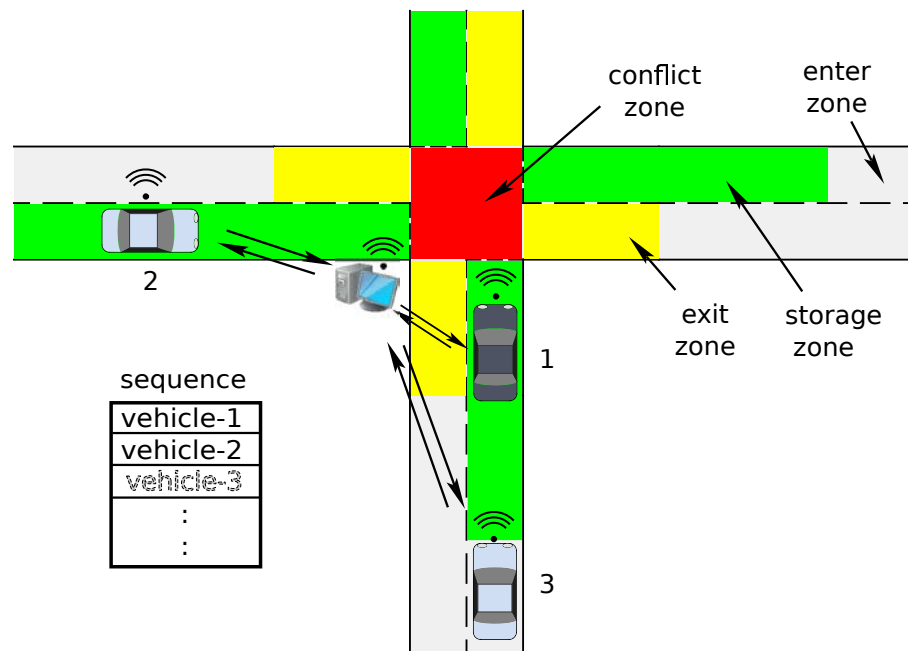 conflict
zone
enter
zone
2
1
exit
zone
storage
zone
sequence
vehicle-1
vehicle-2
vehicle-3
:
:
3